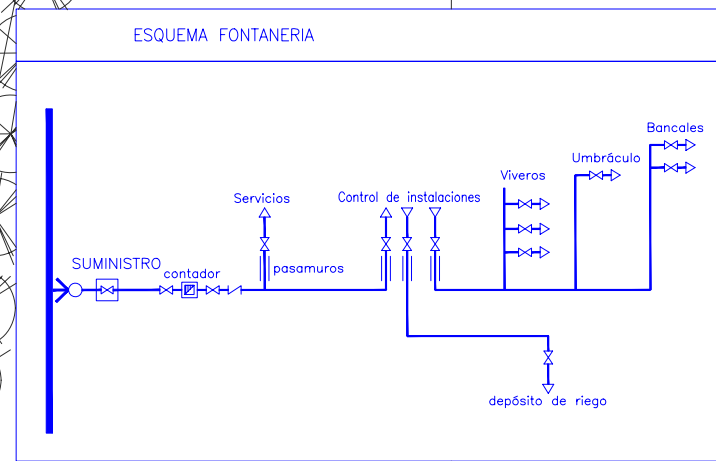 ESQUEMA FONTANERIA
Bancales
Umbráculo
Viveros
Servicios
Control de instalaciones
SUMINISTRO
contador
pasamuros
depósito de riego